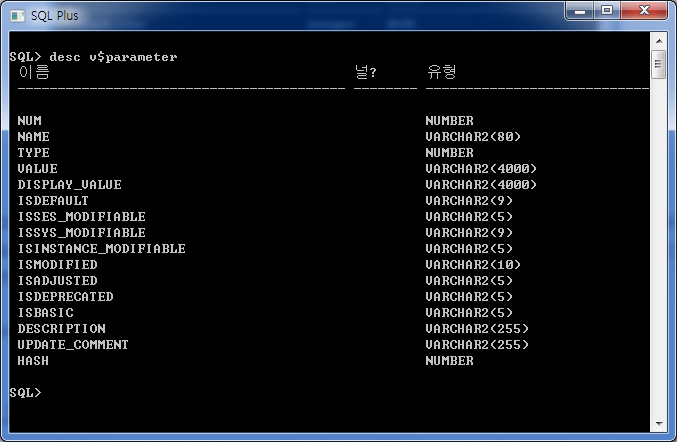 SQL Plus
SQL> desc v$parameter
이름 널? 유형
----------------------------------------- -------- ----------------------------
NUM NUMBER
NAME VARCHAR2(80)
TYPE NUMBER
VALUE VARCHAR2(4000)
DISPLAY_VALUE VARCHAR2(4000)
ISDEFAULT VARCHAR2(9)
ISSES_MODIFIABLE VARCHAR2(5)
ISSYS_MODIFIABLE VARCHAR2(9)
ISINSTANCE_MODIFIABLE VARCHAR2(5)
ISMODIFIED VARCHAR2(10)
ISADJUSTED VARCHAR2(5)
ISDEPRECATED VARCHAR2(5)
ISBASIC VARCHAR2(5)
DESCRIPTION VARCHAR2(255)
UPDATE_COMMENT VARCHAR2(255)
HASH NUMBER
SQL>